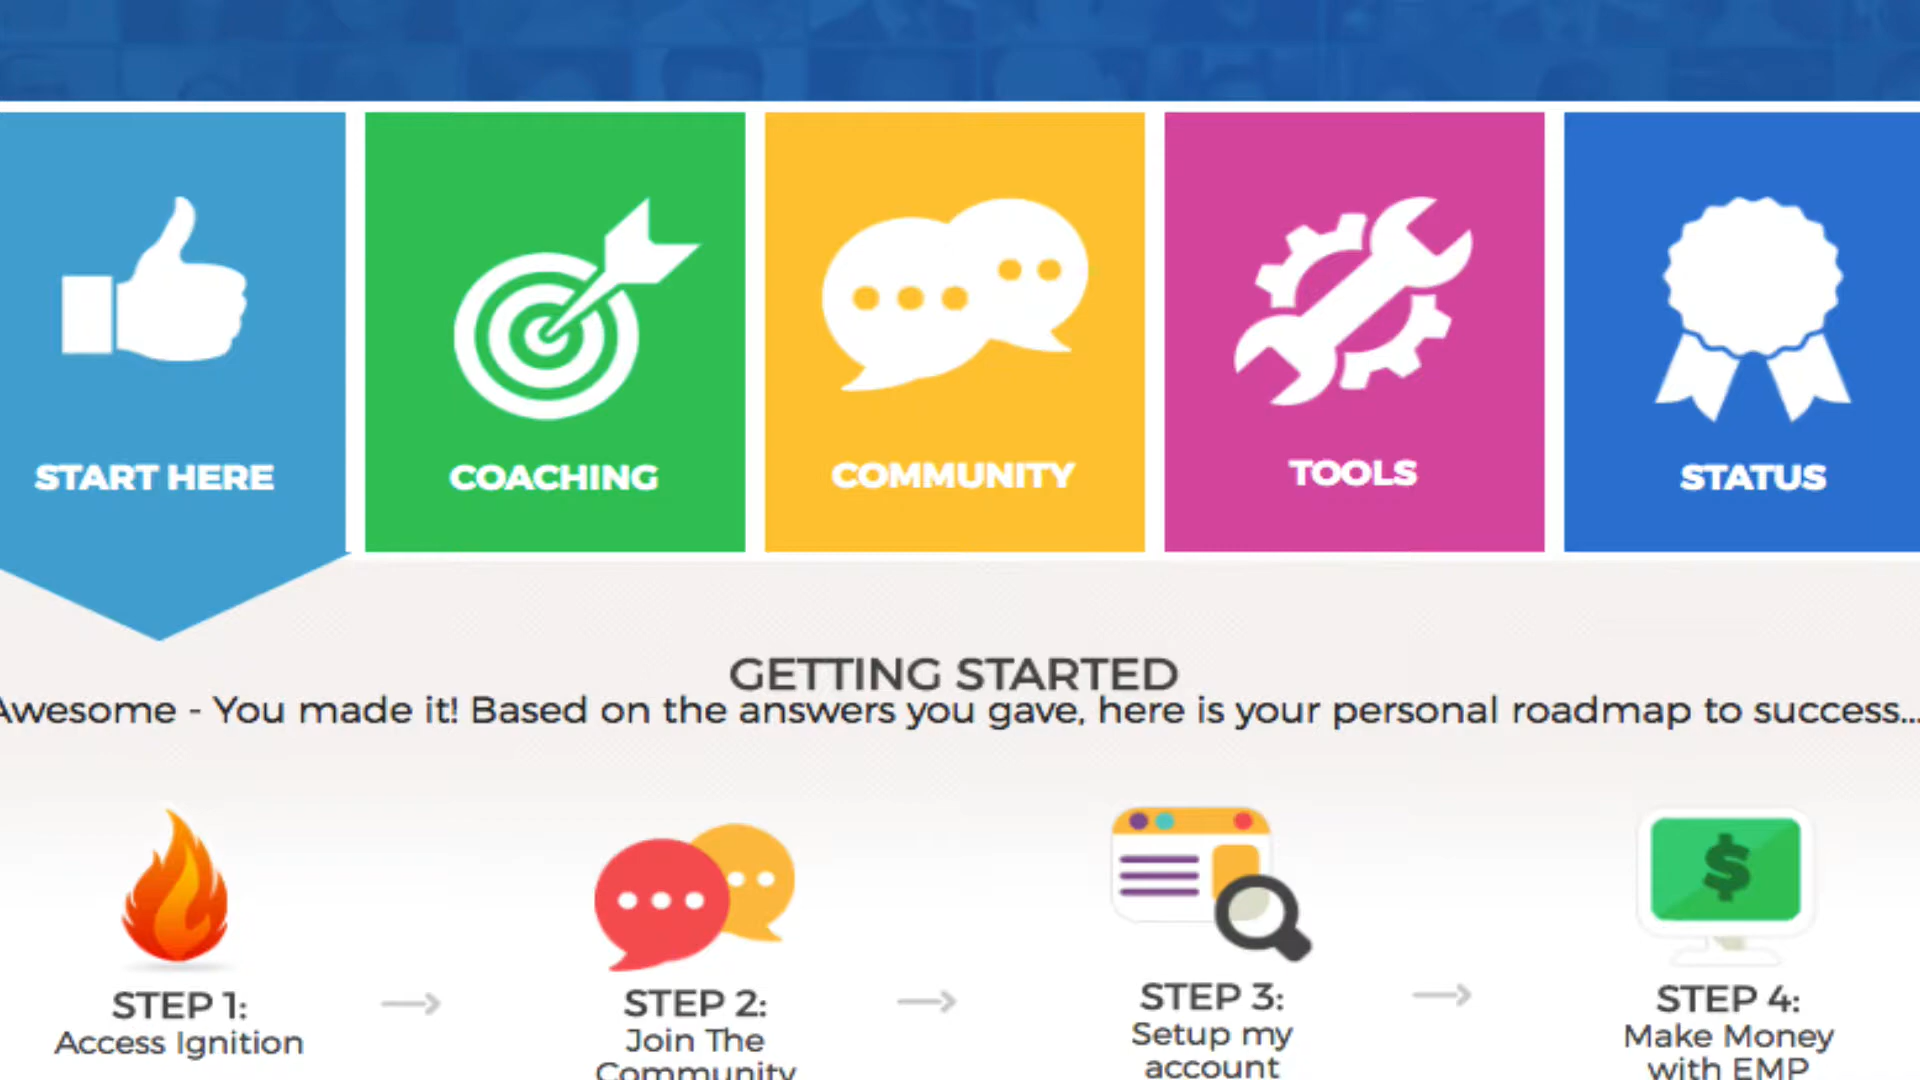 START HERE
COACHING
COMMUNITY
TOOLS
STATUS
GETTING STARTED
Awesome - You made it! Based on the answers you gave, here is your personal roadmap to success...
STEP 1:
Access Ignition
STEP 2:
Join The
Community
STEP 3:
Setup my
account
STEP 4:
Make Money
with EMP